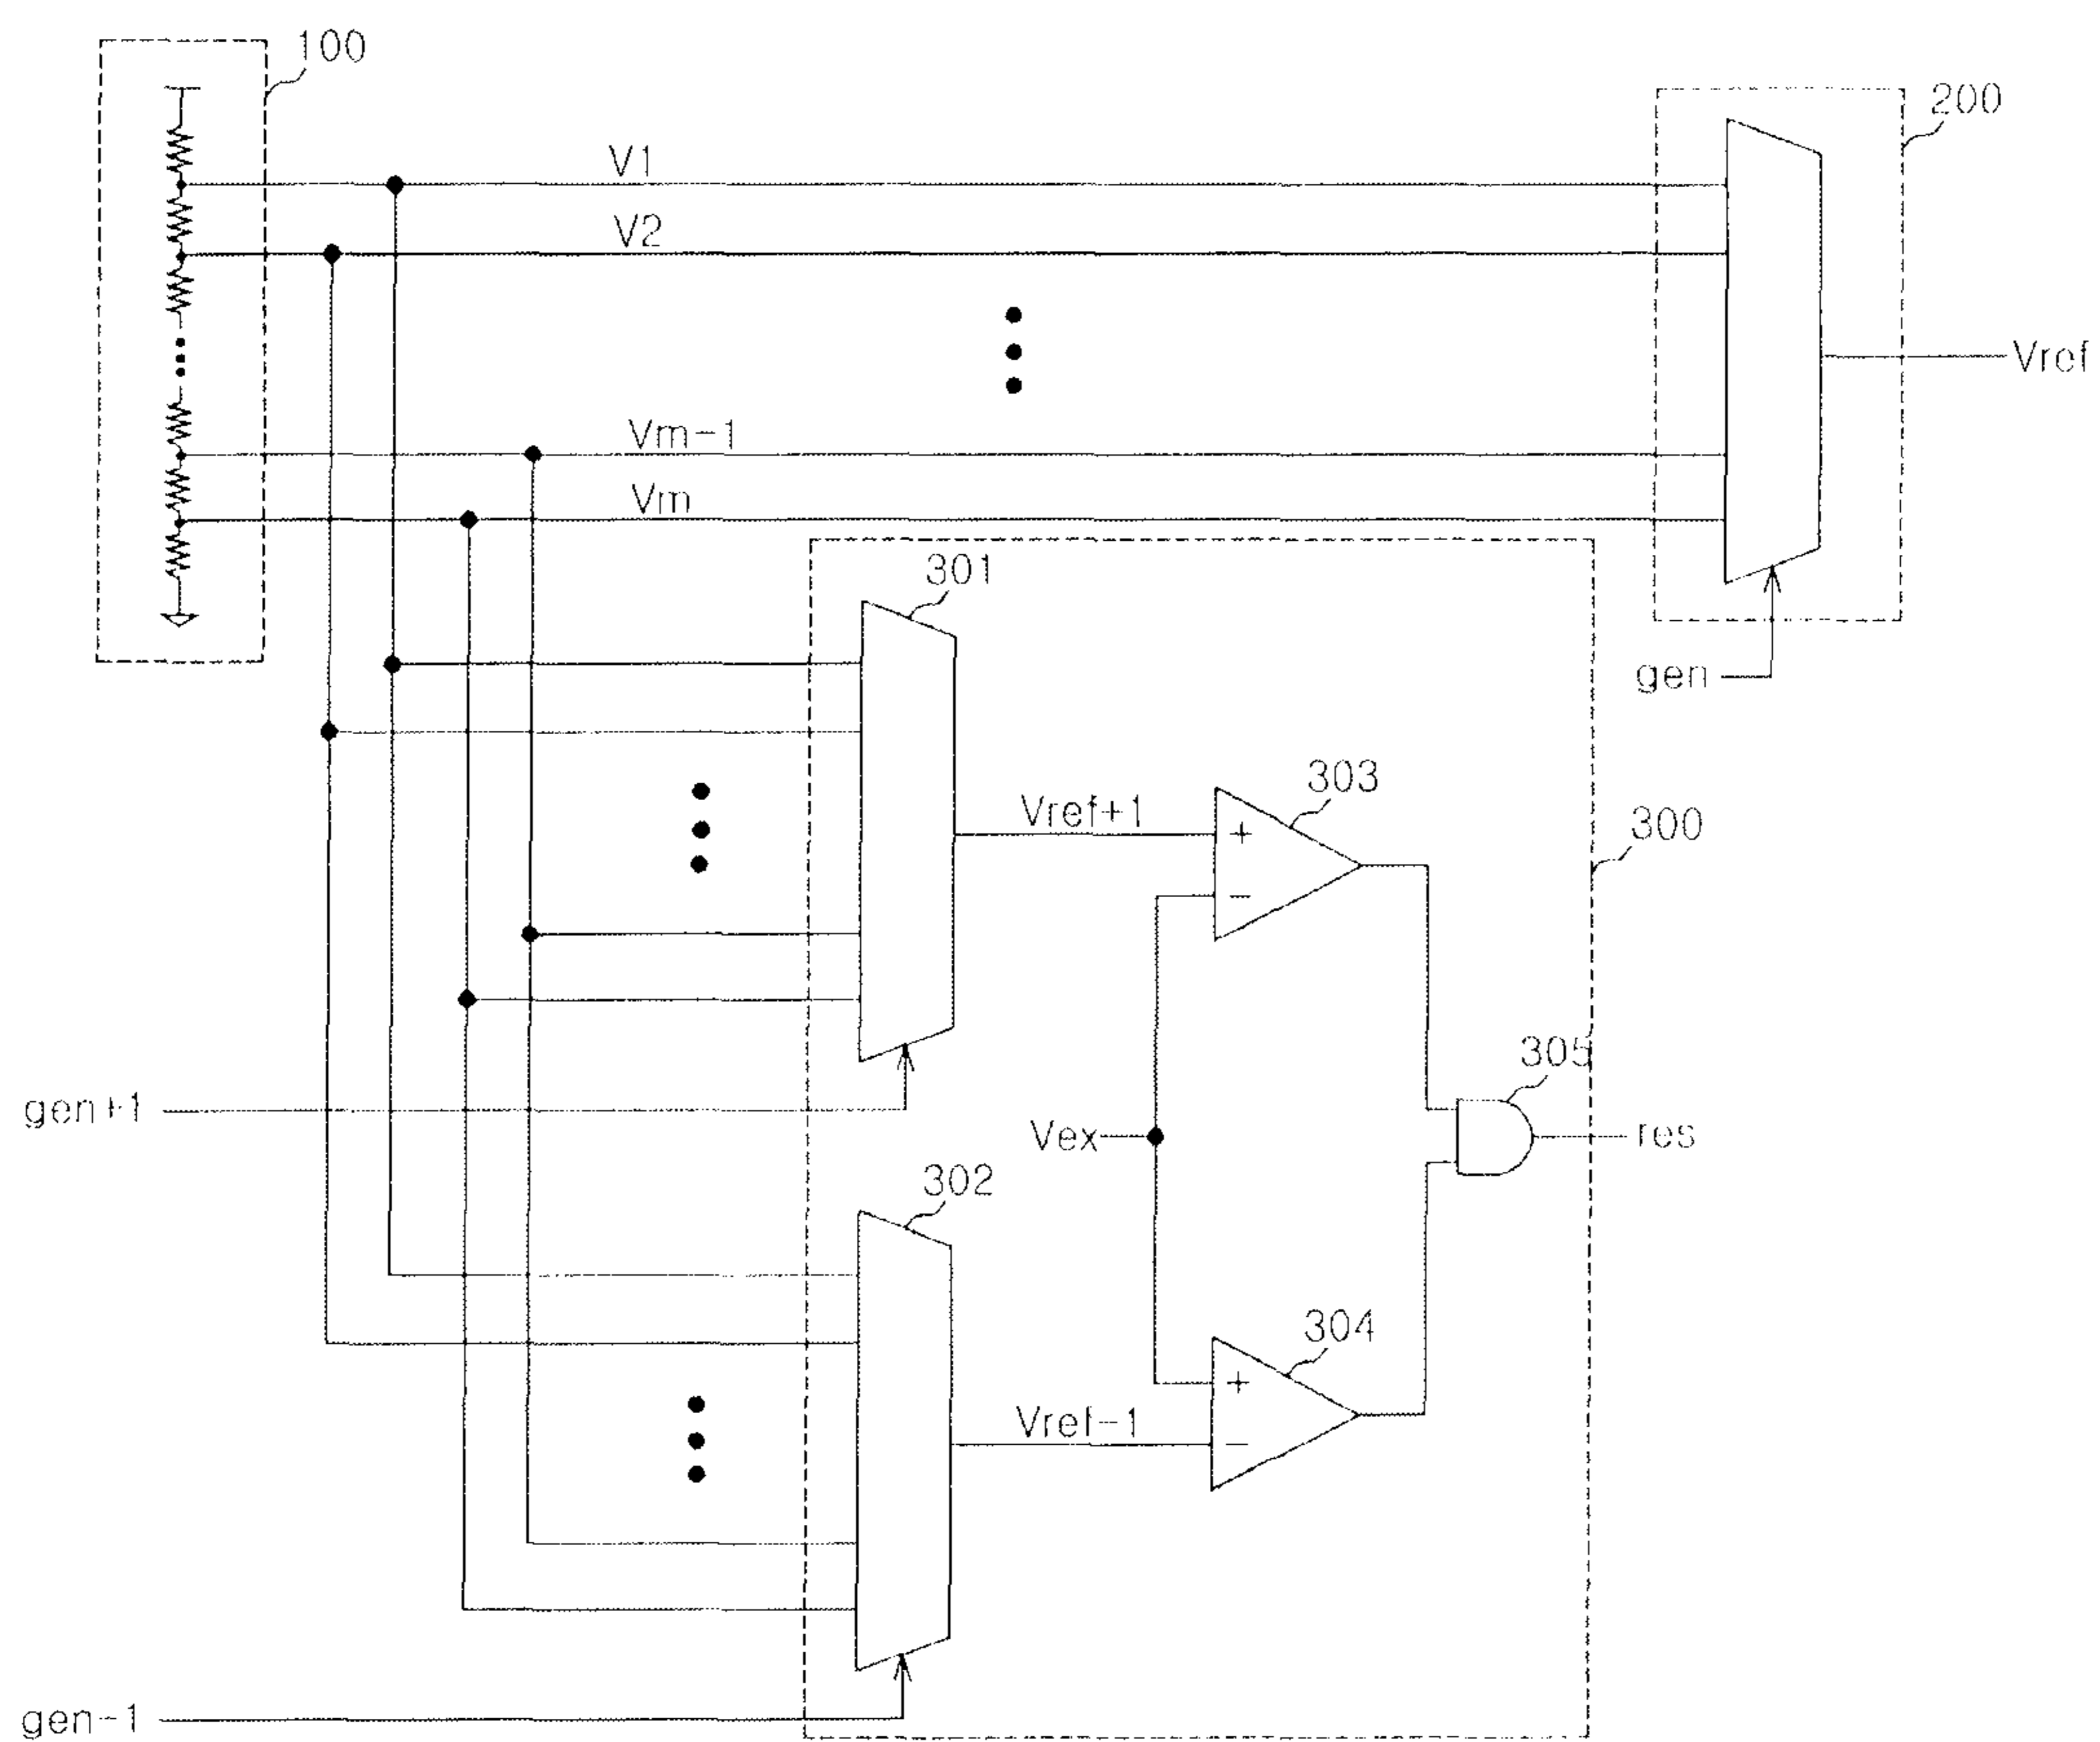 100
200
V1
V2
Vref
Vm-1
Vm
301
gen
303
Vref+1
+
-
300
305
gen+1
Vex
res
302
304
+
Vref-1
-
gen-1